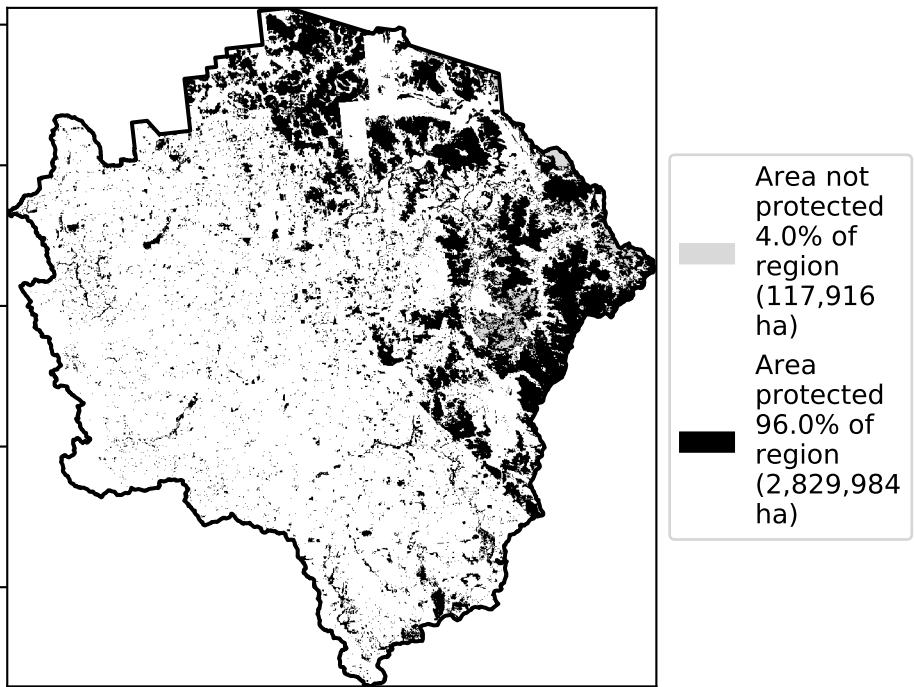 Area not
protected
4.0% of
region
(117,916
ha)
Area
protected
96.0% of
region
(2,829,984
ha)